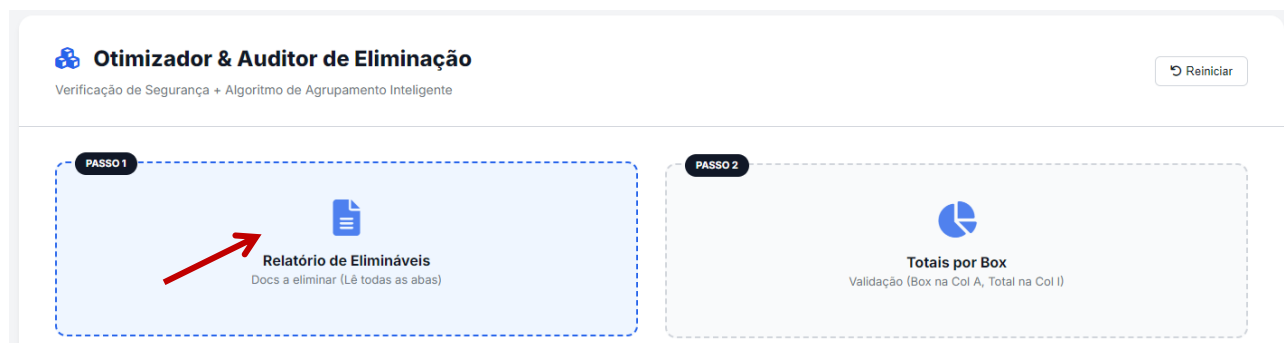 Otimizador & Auditor de Eliminação
Verificação de Segurança + Algoritmo de Agrupamento Inteligente
Reiniciar
PASSO 1
Relatório de Elimináveis
Docs a eliminar (Lê todas as abas)
PASSO 2
Totais por Box
Validação (Box na Col A, Total na Col I)